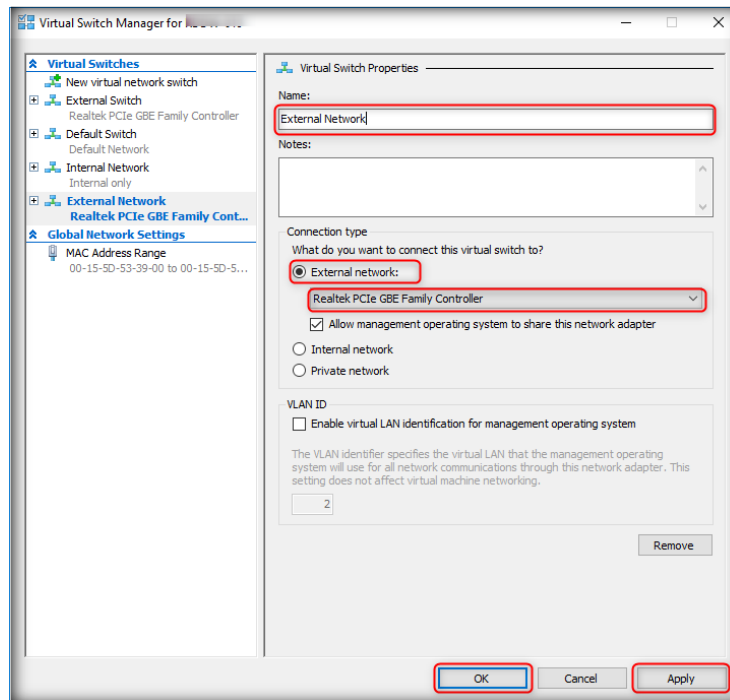 Virtual Switch Manager for
Virtual Switches
New virtual network switch
External Switch
Realtek PCIe GBE Family Controller
Default Switch
Default Network
Internal Network
Internal only
External Network
Realtek PCIe GBE Family Cont...
Global Network Settings
MAC Address Range
00-15-5D-53-39-00 to 00-15-5D-5...
Virtual Switch Properties
Name:
External Network
Notes:
Connection type
What do you want to connect this virtual switch to?
External network:
Realtek PCIe GBE Family Controller
Allow management operating system to share this network adapter
Internal network
Private network
VLAN ID
Enable virtual LAN identification for management operating system
The VLAN identifier specifies the virtual LAN that the management operating
system will use for all network communications through this network adapter. This
setting does not affect virtual machine networking.
2
Remove
OK
Cancel
Apply